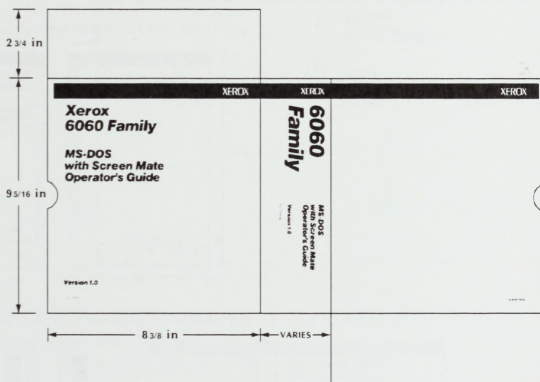 2 3/4 in
XEROX
XEROX
XEROX
Xerox
6060 Family
MS-DOS
with Screen Mate
Operator's Guide
Version 1.0
6060
Family
MS-DOS
with Screen Mate
Operator's Guide
Version 1.0
9 5/16 in
8 3/8 in
VARIES